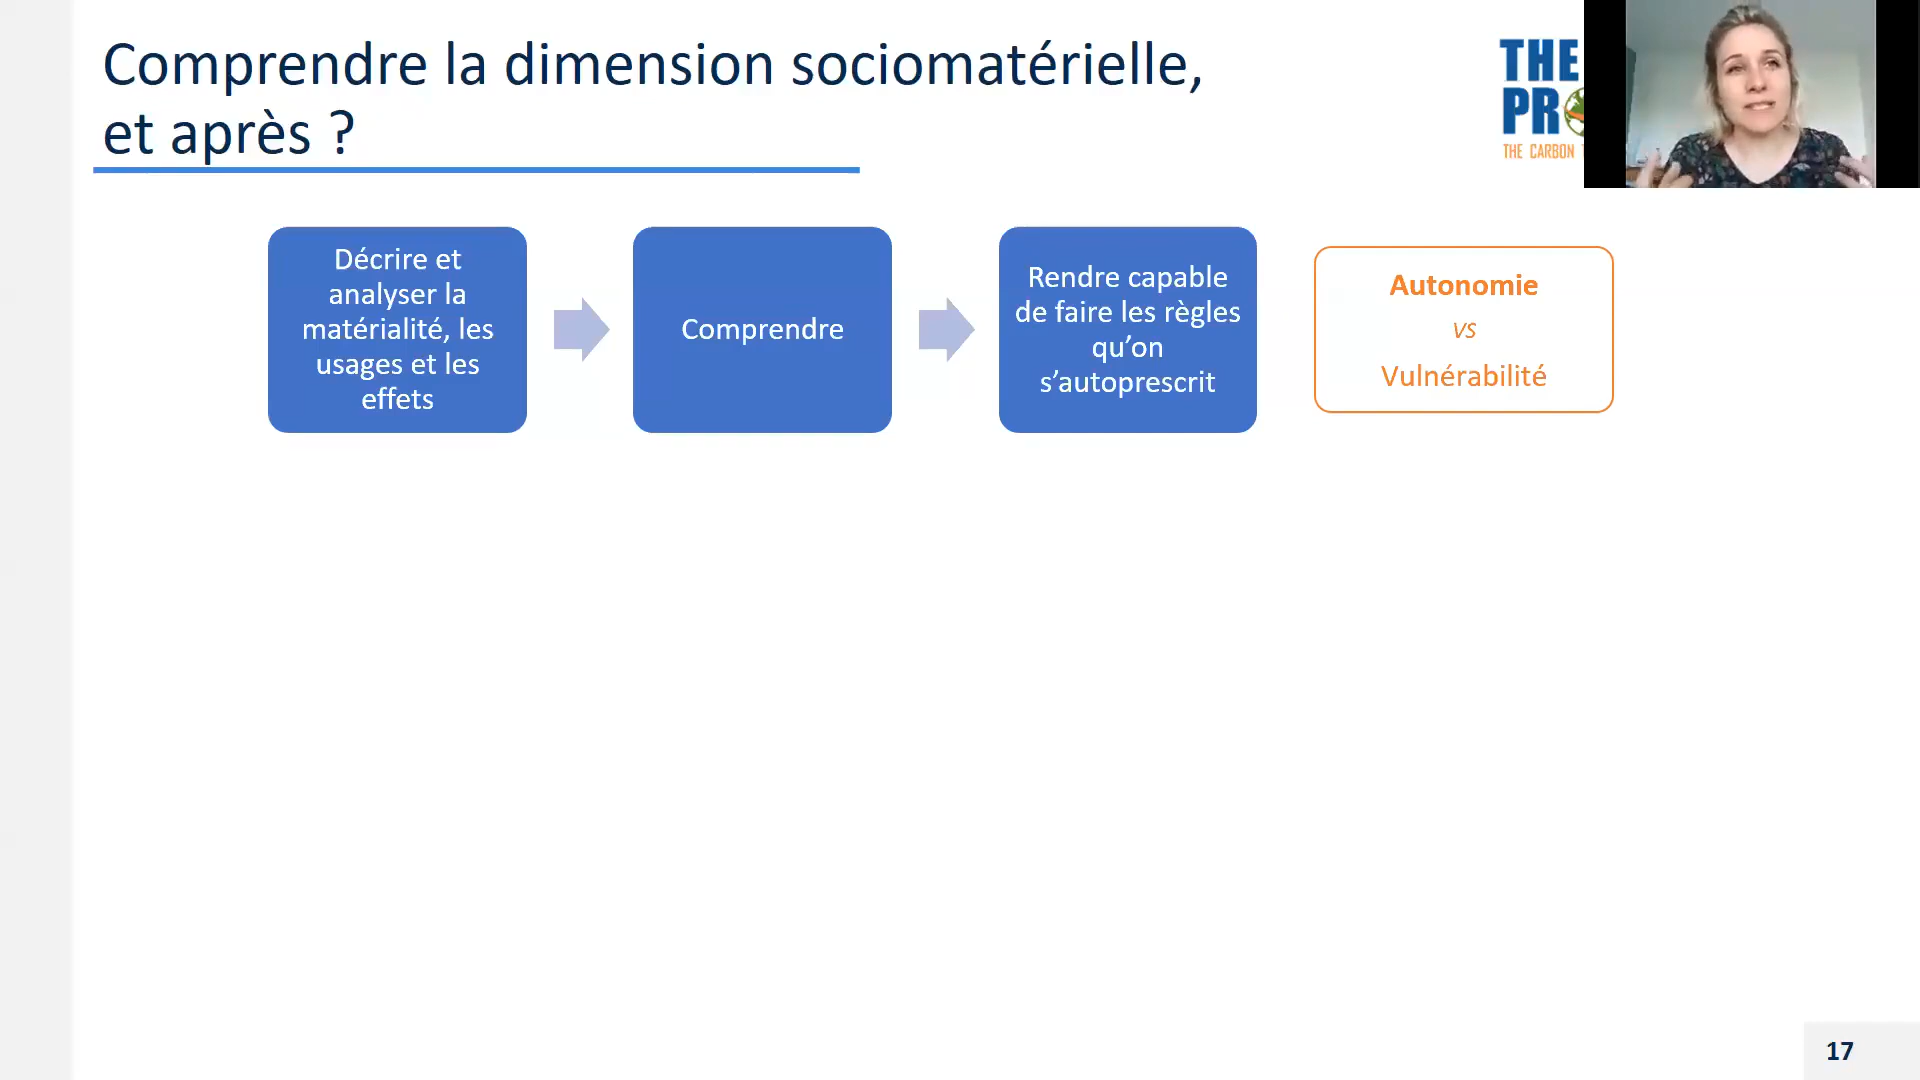 Comprendre la dimension sociomatérielle,
et après ?
THE
PR
THE CARBON
Décrire et
analyser la
matérialité, les
usages et les
effets
Comprendre
Rendre capable
de faire les règles
qu’on
s’autoprescrit
Autonomie
vs
Vulnérabilité
17